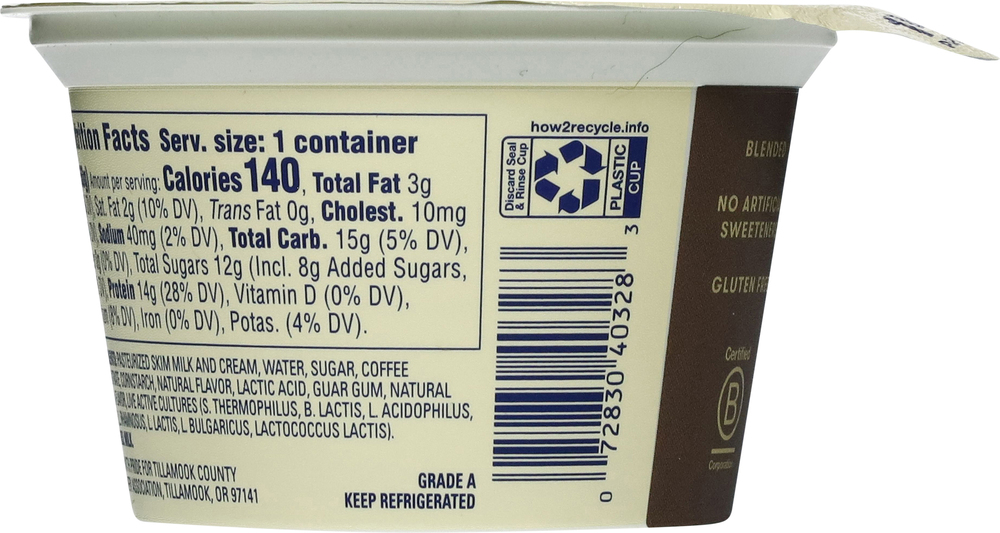 Facts Serv. size: 1 container
Amount per serving: Calories 140, Total Fat 3g
Sat. Fat 2g (10% DV), Trans Fat 0g, Cholest. 10mg
Sodium 40mg (2% DV), Total Carb. 15g (5% DV),
(0% DV), Total Sugars 12g (Incl. 8g Added Sugars,
Protein 14g (28% DV), Vitamin D (0% DV),
DV), Iron (0% DV), Potas. (4% DV).
PASTEURIZED SKIM MILK AND CREAM, WATER, SUGAR, COFFEE
CORNSTARCH, NATURAL FLAVOR, LACTIC ACID, GUAR GUM, NATURAL
LIVE ACTIVE CULTURES (S. THERMOPHILUS, B. LACTIS, L. ACIDOPHILUS,
L. LACTIS, L. BULGARICUS, LACTOCOCCUS LACTIS).
FOR TILLAMOOK COUNTY
ASSOCIATION, TILLAMOOK, OR 97141
GRADE A
KEEP REFRIGERATED
how2recycle.info
Discard Seal
& Rinse Cup
PLASTIC
CUP
0 72830 40328 3
BLENDED
NO ARTIFIC
SWEETENE
GLUTEN FRE
Certified
B
Corporation